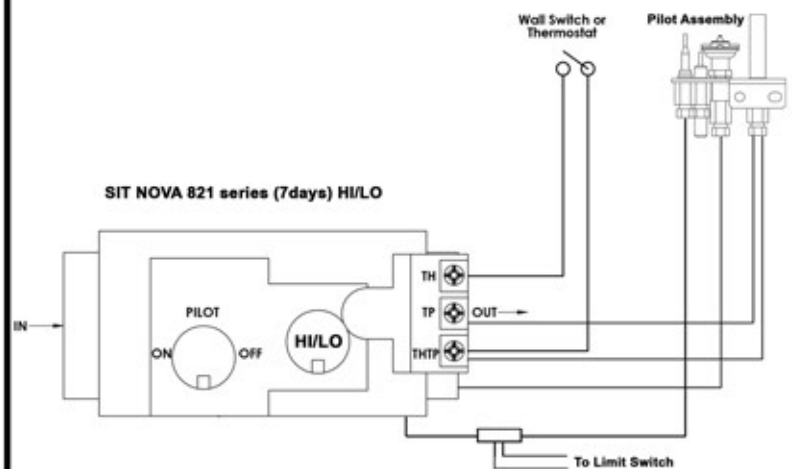 Wall Switch or
Thermostat
Pilot Assembly
SIT NOVA 821 series (7days) HI/LO
TH
TP
OUT
THTP
IN
PILOT
ON
OFF
HI/LO
To Limit Switch